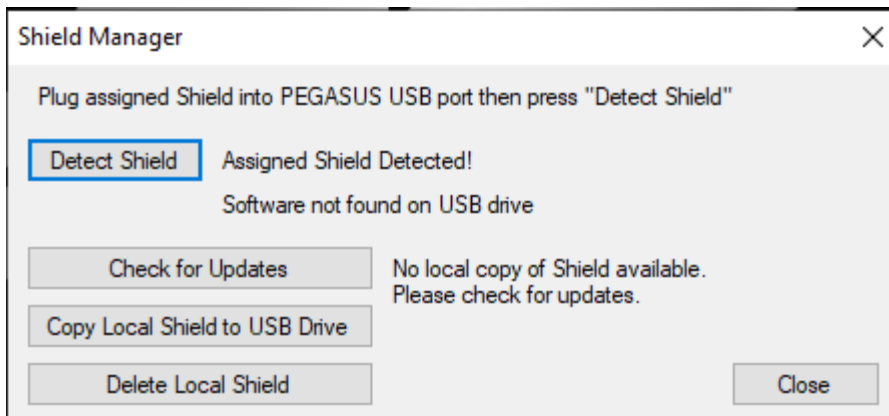 Shield Manager
Plug assigned Shield into PEGASUS USB port then press "Detect Shield"
Detect Shield
Assigned Shield Detected!
Software not found on USB drive
Check for Updates
No local copy of Shield available.
Please check for updates.
Copy Local Shield to USB Drive
Delete Local Shield
Close